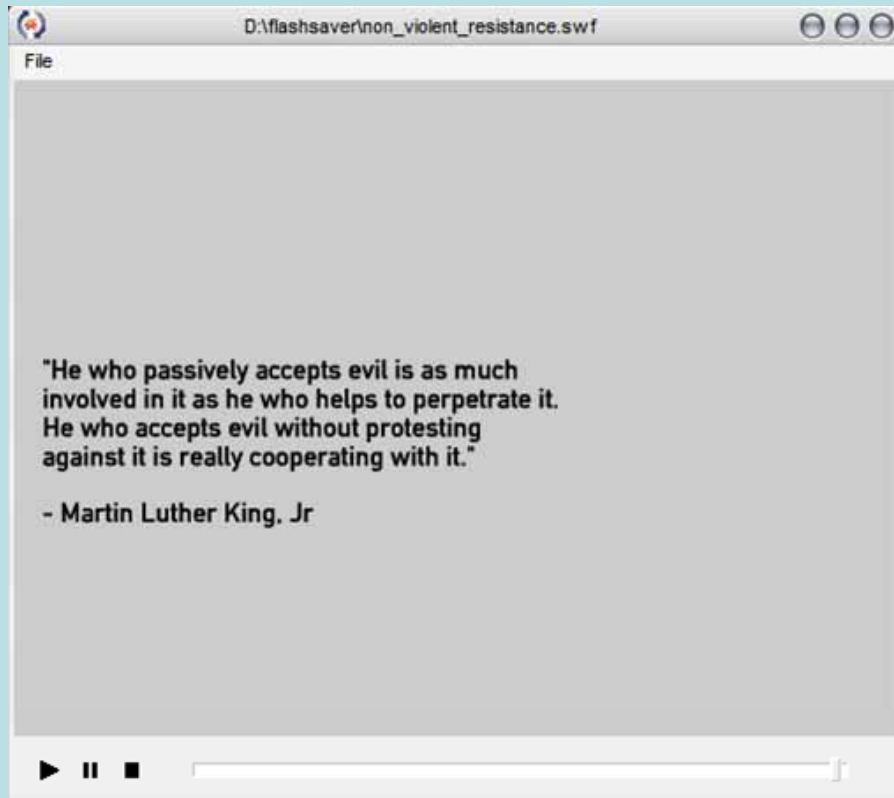 D:\flashsaver\non_violent_resistance.swf
File
"He who passively accepts evil is as much
involved in it as he who helps to perpetrate it.
He who accepts evil without protesting
against it is really cooperating with it."
- Martin Luther King, Jr